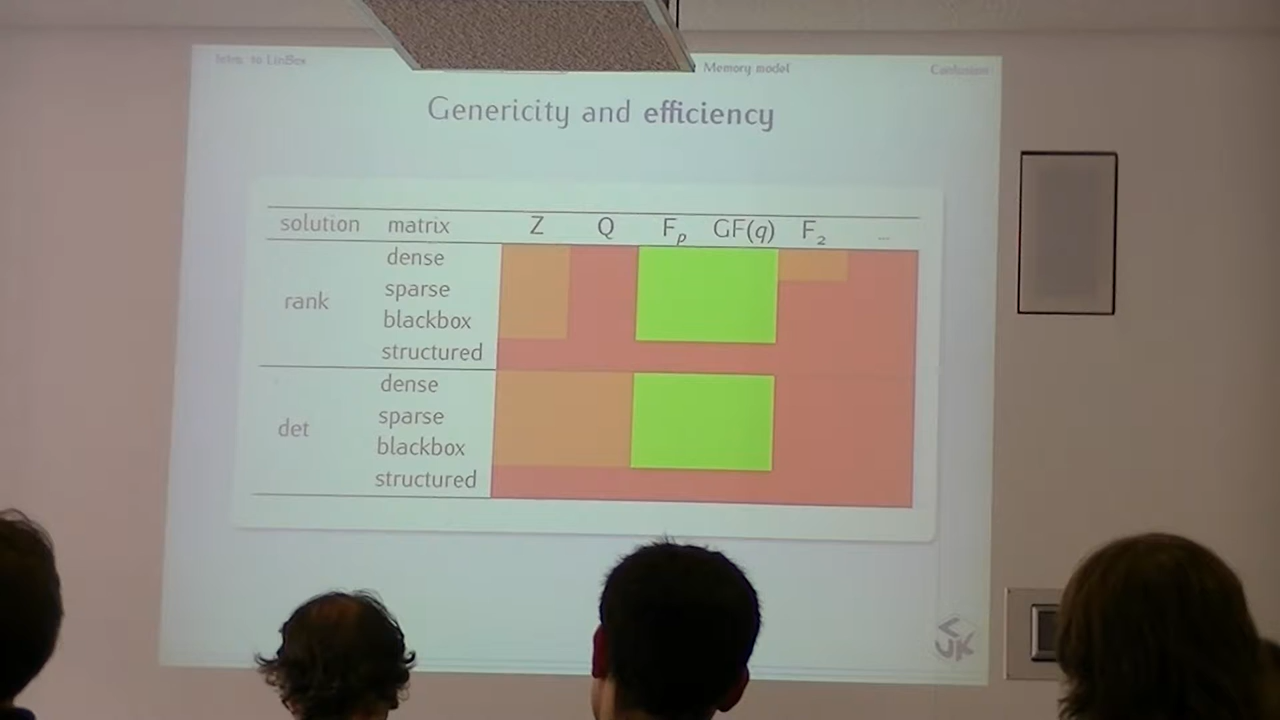 Intro. to LinBox Memory model Conlusion
Genericity and efficiency
solution matrix Z Q Fₚ GF(q) F₂ ...
dense
sparse
rank
blackbox
structured
dense
sparse
det
blackbox
structured